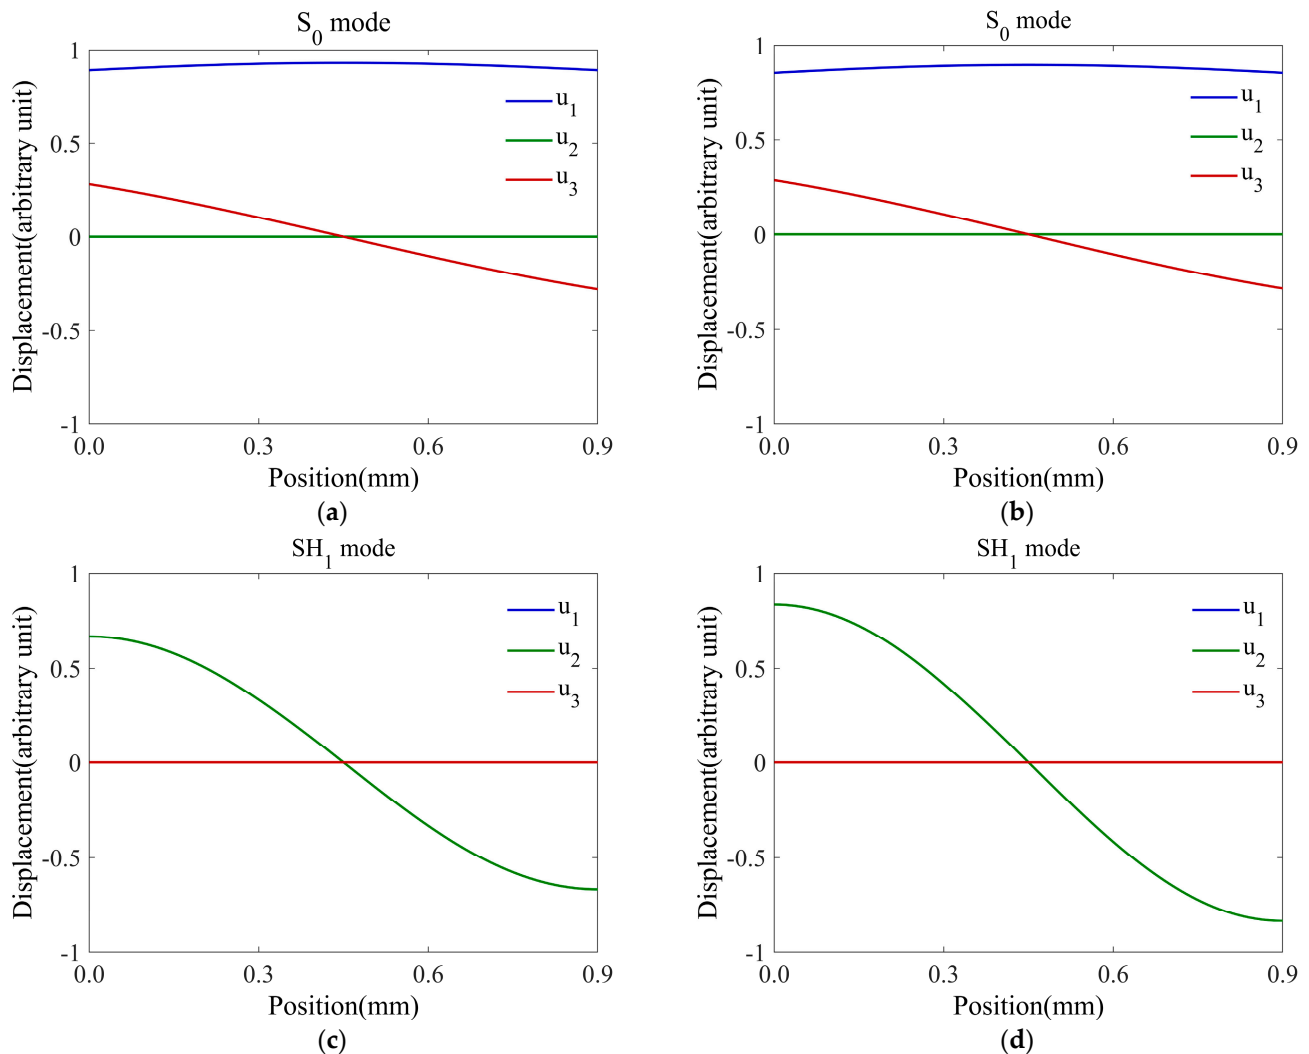 S0 mode
Displacement(arbitrary unit)
1
0.5
0
-0.5
-1
u1
u2
u3
0.0 0.3 0.6 0.9
Position(mm)
(a)
S0 mode
Displacement(arbitrary unit)
1
0.5
0
-0.5
-1
u1
u2
u3
0.0 0.3 0.6 0.9
Position(mm)
(b)
SH1 mode
Displacement(arbitrary unit)
1
0.5
0
-0.5
-1
u1
u2
u3
0.0 0.3 0.6 0.9
Position(mm)
(c)
SH1 mode
Displacement(arbitrary unit)
1
0.5
0
-0.5
-1
u1
u2
u3
0.0 0.3 0.6 0.9
Position(mm)
(d)